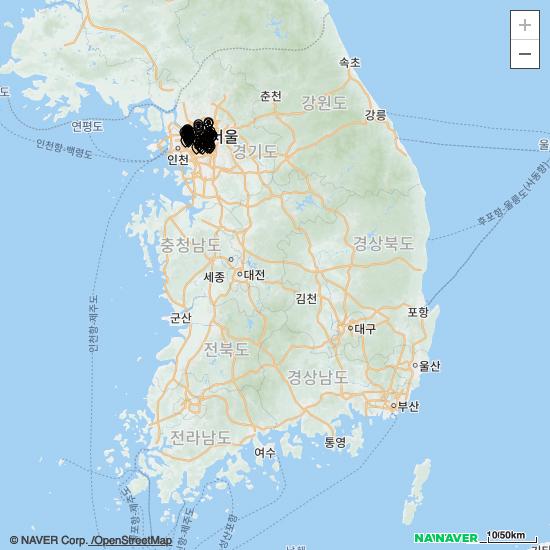 +
−
속초
춘천
강원도
강릉
연평도
서울
경기도
인천
인천항-백령도
울
후포항-울릉도(사동항)
충청남도
경상북도
세종
대전
김천
인천항-제주도
군산
포항
대구
전북도
울산
경상남도
부산
전라남도
통영
여수
© NAVER Corp. /OpenStreetMap
NAVER
10/50km